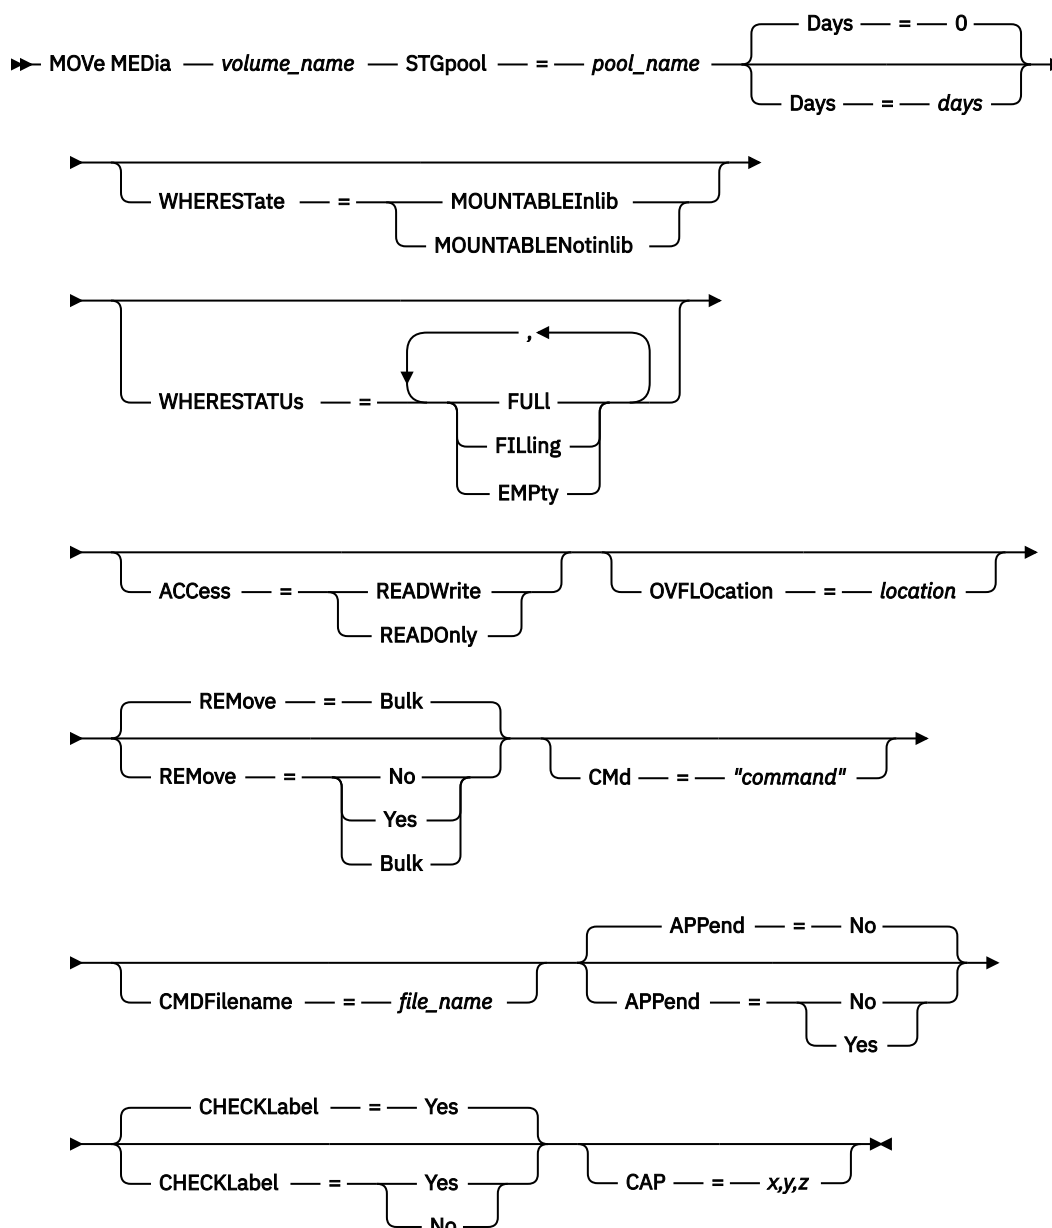 Days = 0
MOVe MEDia volume_name STGpool = pool_name
Days = days
WHERESTate = MOUNTABLEInlib
MOUNTABLENotinlib
,
WHERESTATUs = FULl
FILling
EMPty
ACCess = READWrite OVFLOcation = location
READOnly
REMove = Bulk
REMove = No CMd = "command"
Yes
Bulk
APPend = No
CMDFilename = file_name APPend = No
Yes
CHECKLabel = Yes
CHECKLabel = Yes CAP = x,y,z
No